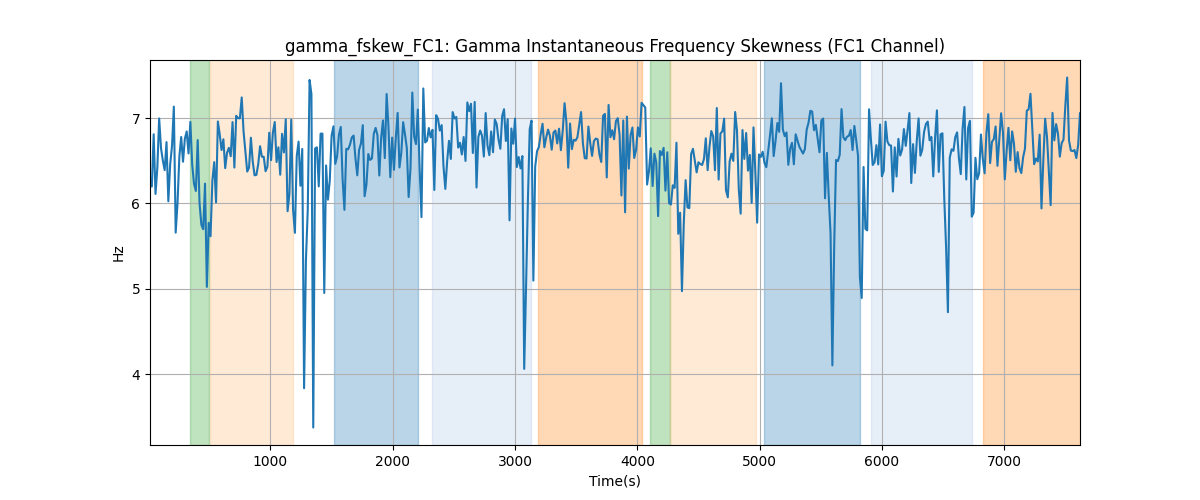 gamma_fskew_FC1: Gamma Instantaneous Frequency Skewness (FC1 Channel)
7
6
5
4
Hz
1000 2000 3000 4000 5000 6000 7000
Time(s)